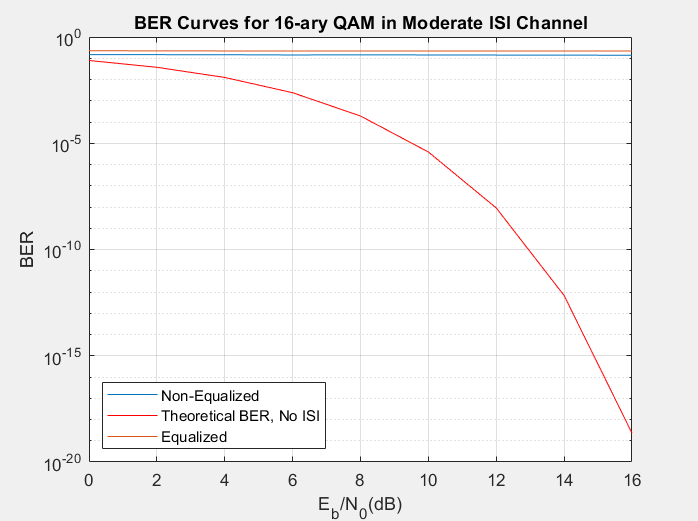 BER Curves for 16-ary QAM in Moderate ISI Channel
10^0
10^-5
10^-10
10^-15
10^-20
BER
Non-Equalized
Theoretical BER, No ISI
Equalized
0 2 4 6 8 10 12 14 16
E_b/N_0(dB)